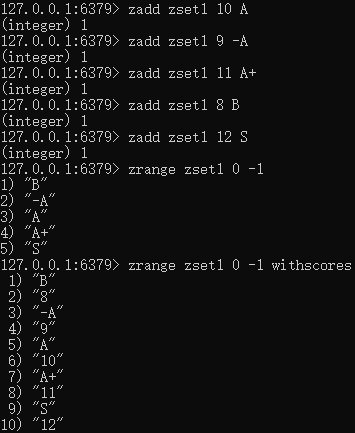 127.0.0.1:6379> zadd zset1 10 A
(integer) 1
127.0.0.1:6379> zadd zset1 9 -A
(integer) 1
127.0.0.1:6379> zadd zset1 11 A+
(integer) 1
127.0.0.1:6379> zadd zset1 8 B
(integer) 1
127.0.0.1:6379> zadd zset1 12 S
(integer) 1
127.0.0.1:6379> zrange zset1 0 -1
1) "B"
2) "-A"
3) "A"
4) "A+"
5) "S"
127.0.0.1:6379> zrange zset1 0 -1 withscores
 1) "B"
 2) "8"
 3) "-A"
 4) "9"
 5) "A"
 6) "10"
 7) "A+"
 8) "11"
 9) "S"
10) "12"